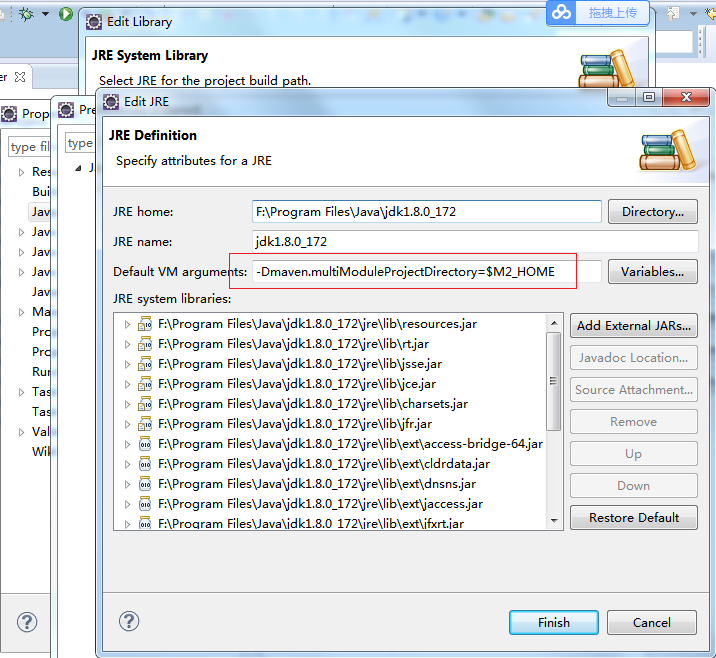 Edit Library
拖拽上传
JRE System Library
Select JRE for the project build path.
Edit JRE
JRE Definition
Specify attributes for a JRE
JRE home:
F:\Program Files\Java\jdk1.8.0_172
Directory...
JRE name:
jdk1.8.0_172
Default VM arguments:
-Dmaven.multiModuleProjectDirectory=$M2_HOME
Variables...
JRE system libraries:
F:\Program Files\Java\jdk1.8.0_172\jre\lib\resources.jar
F:\Program Files\Java\jdk1.8.0_172\jre\lib\rt.jar
F:\Program Files\Java\jdk1.8.0_172\jre\lib\jsse.jar
F:\Program Files\Java\jdk1.8.0_172\jre\lib\jce.jar
F:\Program Files\Java\jdk1.8.0_172\jre\lib\charsets.jar
F:\Program Files\Java\jdk1.8.0_172\jre\lib\jfr.jar
F:\Program Files\Java\jdk1.8.0_172\jre\lib\ext\access-bridge-64.jar
F:\Program Files\Java\jdk1.8.0_172\jre\lib\ext\cldrdata.jar
F:\Program Files\Java\jdk1.8.0_172\jre\lib\ext\dnsns.jar
F:\Program Files\Java\jdk1.8.0_172\jre\lib\ext\jaccess.jar
F:\Program Files\Java\jdk1.8.0_172\jre\lib\ext\jfxrt.jar
Add External JARs...
Javadoc Location...
Source Attachment...
Remove
Up
Down
Restore Default
Finish
Cancel
er
Prop
Pre
type fil
type
J
Res
Bui
Java
Java
Java
Java
Java
Ma
Pro
Pro
Run
Tas
Tas
Val
Wik